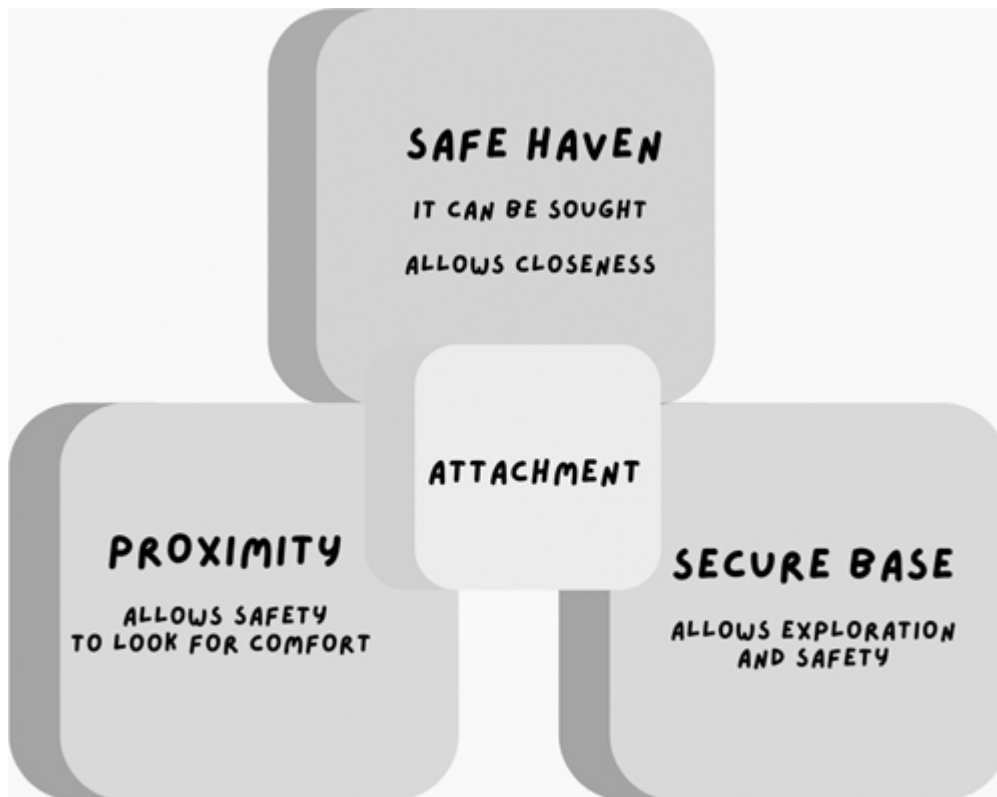 SAFE HAVEN
IT CAN BE SOUGHT
ALLOWS CLOSENESS
ATTACHMENT
PROXIMITY
ALLOWS SAFETY
TO LOOK FOR COMFORT
SECURE BASE
ALLOWS EXPLORATION
AND SAFETY